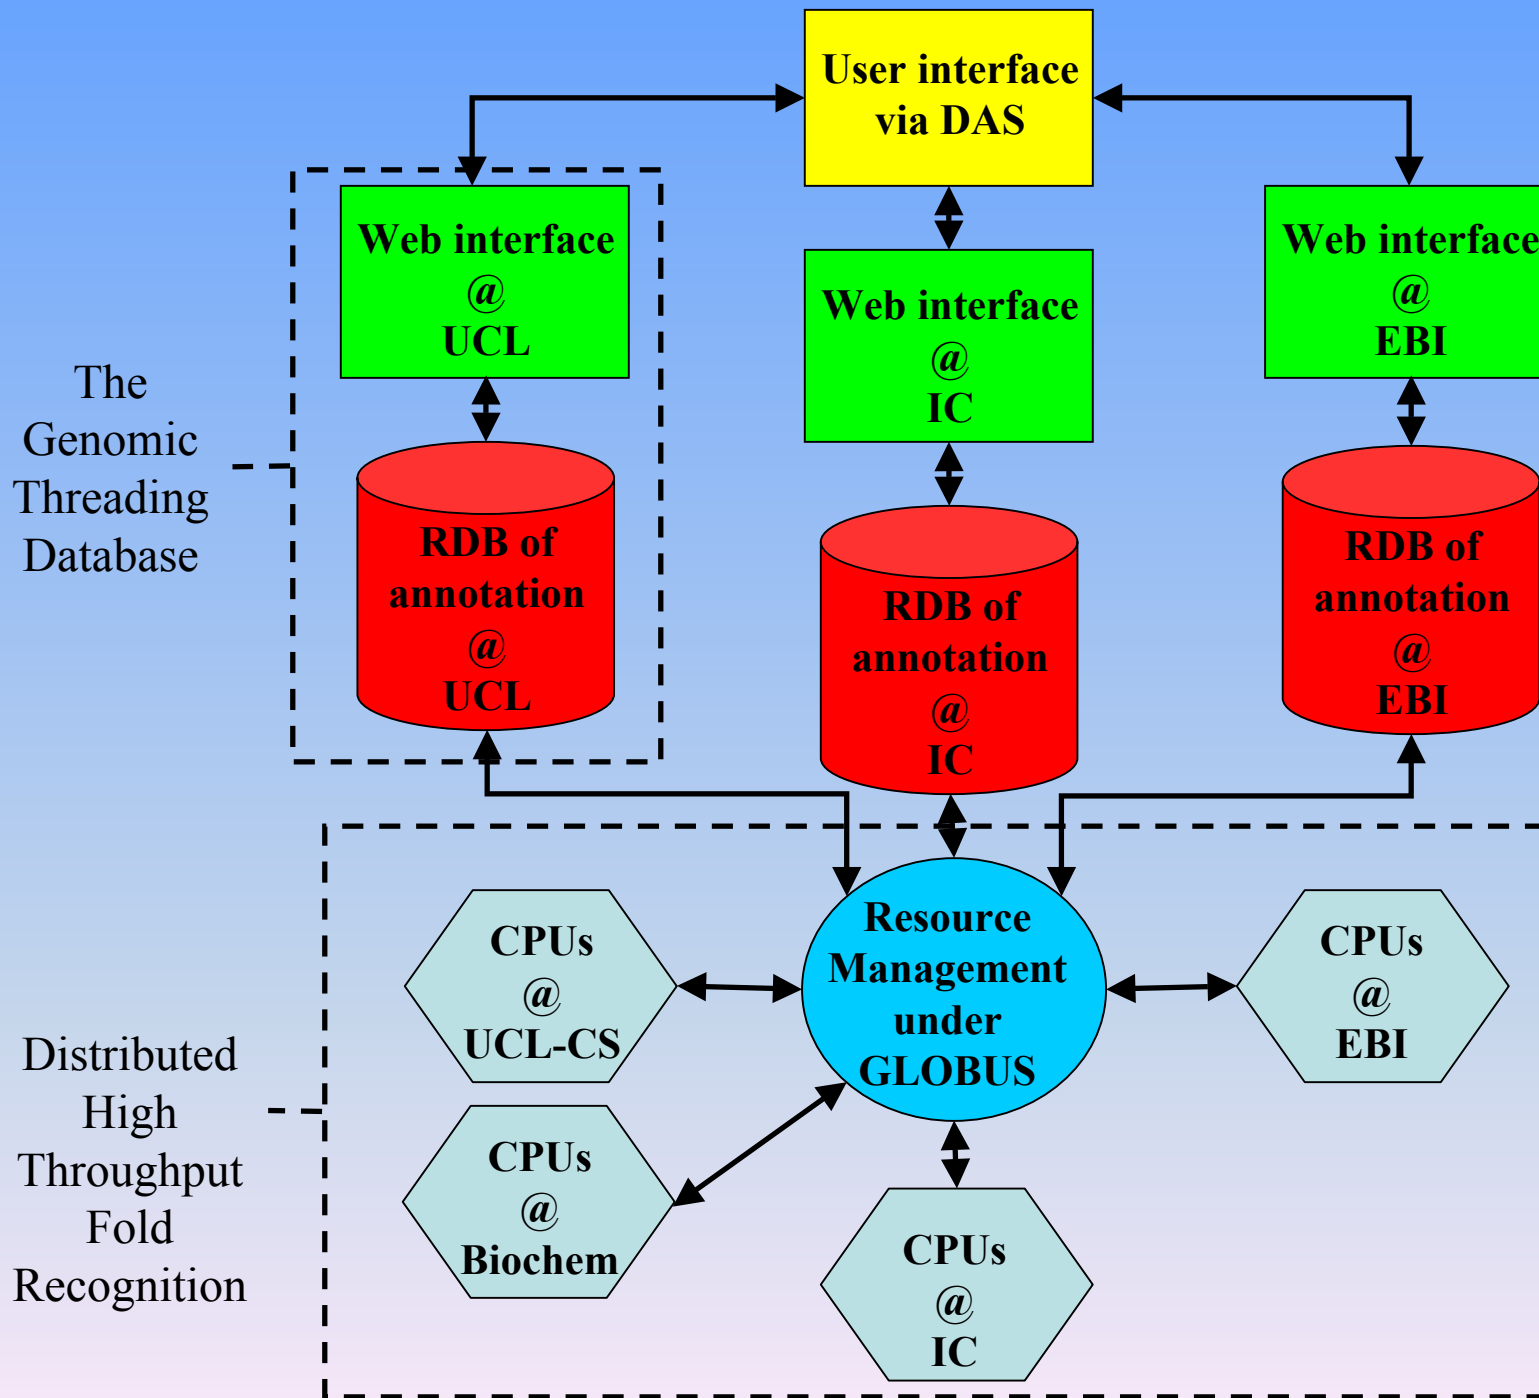 User interface
via DAS
Web interface
@
UCL
Web interface
@
IC
Web interface
@
EBI
The
Genomic
Threading
Database
RDB of
annotation
@
UCL
RDB of
annotation
@
IC
RDB of
annotation
@
EBI
Distributed
High
Throughput
Fold
Recognition
CPUs
@
UCL-CS
Resource
Management
under
GLOBUS
CPUs
@
EBI
CPUs
@
Biochem
CPUs
@
IC